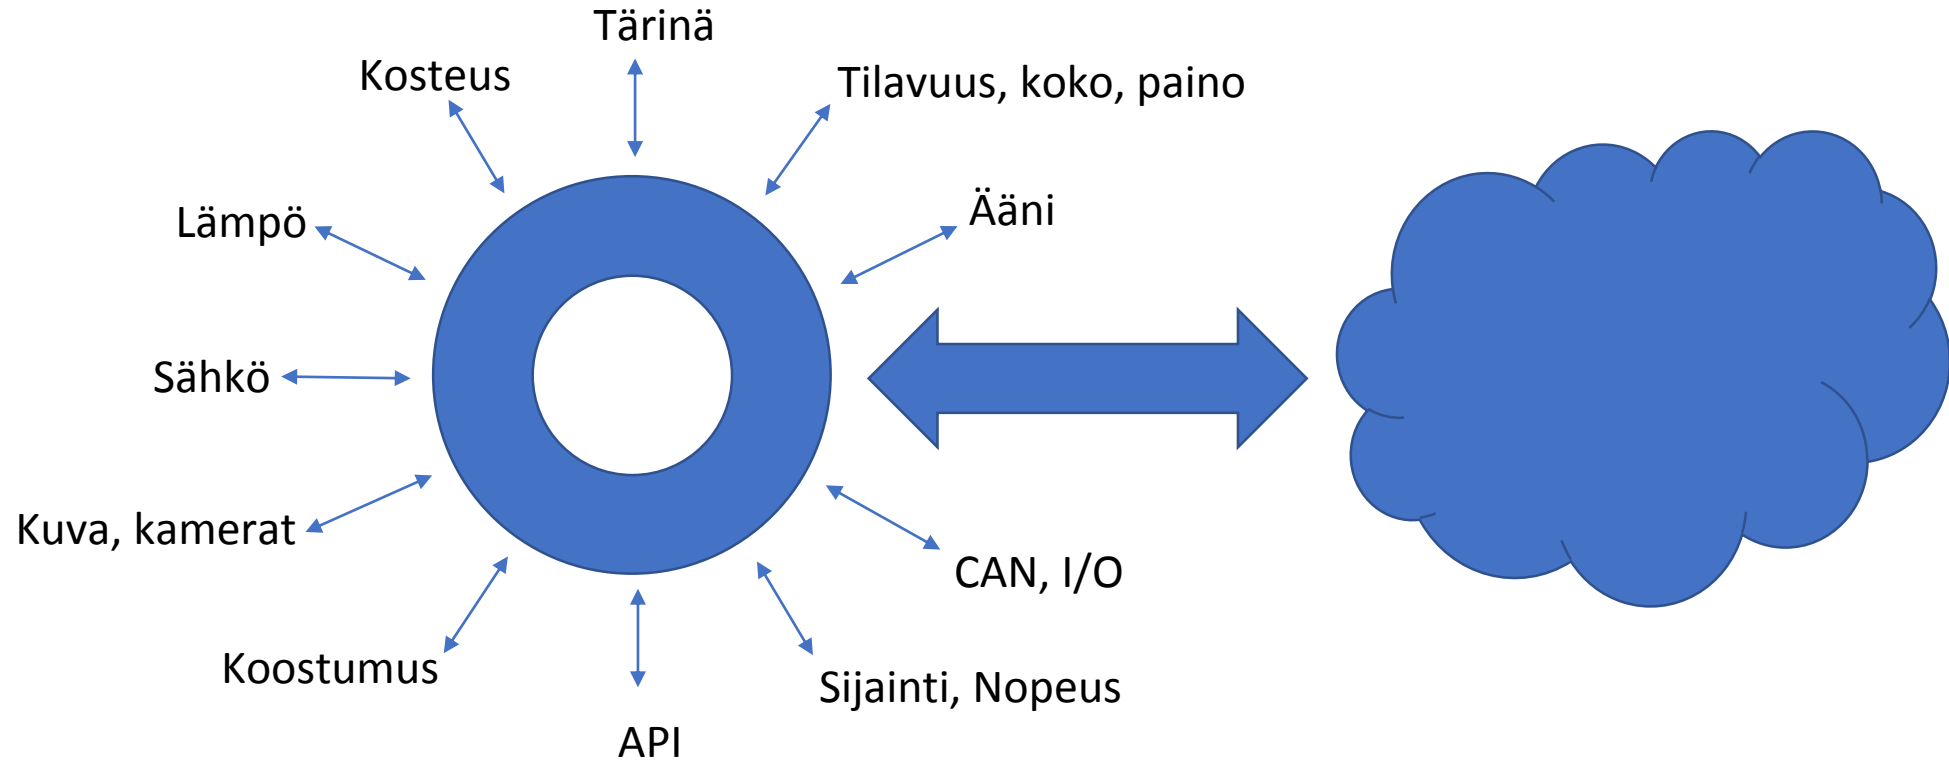 Tärinä
Kosteus
Tilavuus, koko, paino
Lämpö
Ääni
Sähkö
Kuva, kamerat
CAN, I/O
Koostumus
Sijainti, Nopeus
API